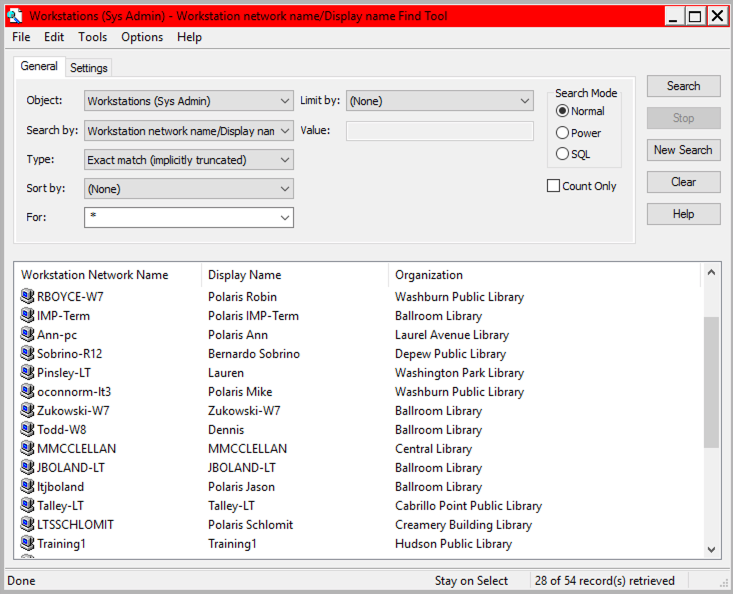 Workstations (Sys Admin) - Workstation network name/Display name Find Tool
File Edit Tools Options Help
General Settings
Object: Workstations (Sys Admin) Limit by: (None)
Search by: Workstation network name/Display nam Value:
Type: Exact match (implicitly truncated)
Sort by: (None)
For: *
Search Mode
Normal
Power
SQL
Count Only
Search
Stop
New Search
Clear
Help
Workstation Network Name Display Name Organization
RBOYCE-W7 Polaris Robin Washburn Public Library
IMP-Term Polaris IMP-Term Ballroom Library
Ann-pc Polaris Ann Laurel Avenue Library
Sobrino-R12 Bernardo Sobrino Depew Public Library
Pinsley-LT Lauren Washington Park Library
oconnorm-lt3 Polaris Mike Washburn Public Library
Zukowski-W7 Zukowski-W7 Ballroom Library
Todd-W8 Dennis Ballroom Library
MMCCLELLAN MMCCLELLAN Central Library
JBOLAND-LT JBOLAND-LT Ballroom Library
ltjboland Polaris Jason Ballroom Library
Talley-LT Talley-LT Cabrillo Point Public Library
LTSSCHLOMIT Polaris Schlomit Creamery Building Library
Training1 Training1 Hudson Public Library
Done Stay on Select 28 of 54 record(s) retrieved